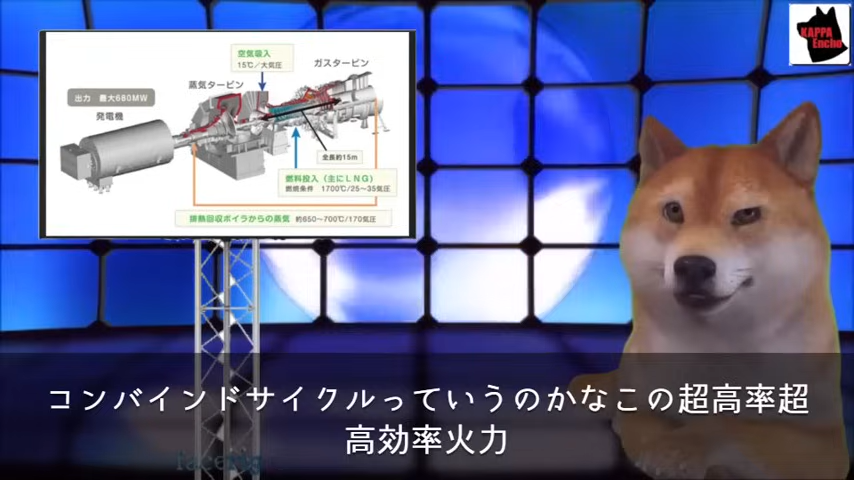 KAPPA
Encho
空気吸入
15℃/大気圧
ガスタービン
蒸気タービン
出力 最大680MW
発電機
全長約15m
燃料投入(主にLNG)
燃焼条件 1700℃/25~35気圧
排熱回収ボイラからの蒸気 約650~700℃/170気圧
コンバインドサイクルっていうのかなこの超高率超
高効率火力
facerig